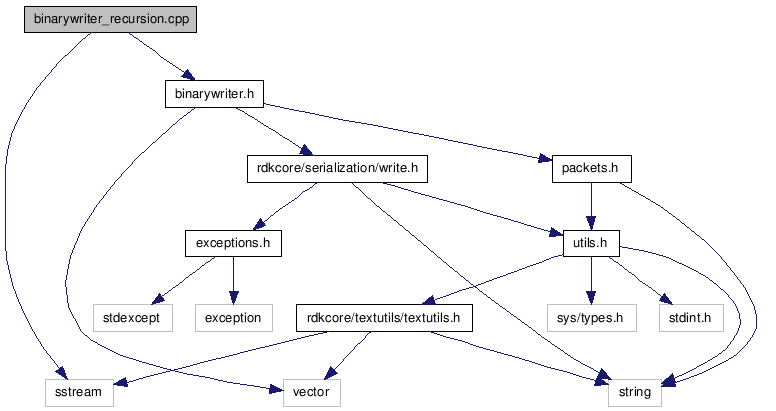 binarywriter_recursion.cpp
binarywriter.h
rdkcore/serialization/write.h
packets.h
exceptions.h
utils.h
stdexcept
exception
rdkcore/textutils/textutils.h
sys/types.h
stdint.h
sstream
vector
string